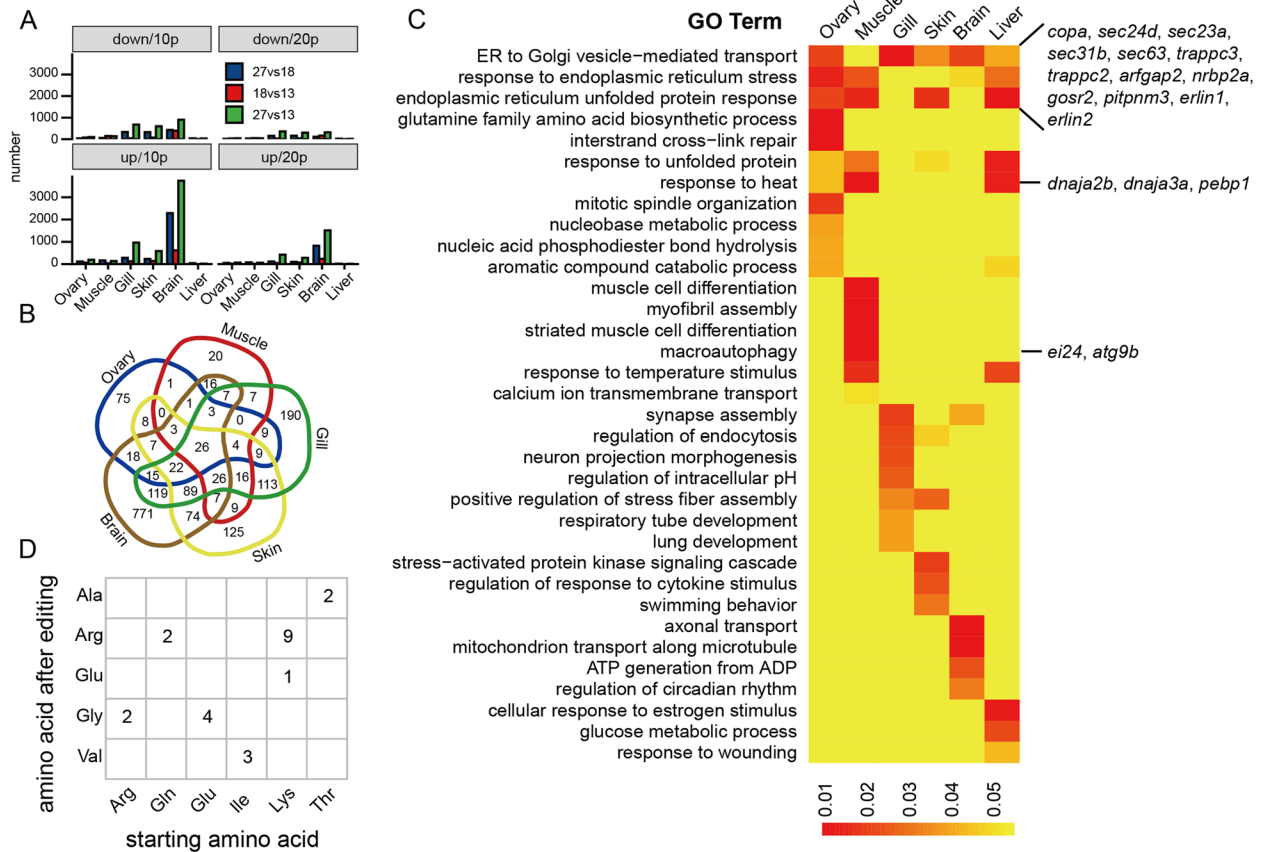 A
down/10p
down/20p
27vs18
18vs13
27vs13
3000
2000
1000
0
number
up/10p
up/20p
3000
2000
1000
0
Ovary
Muscle
Gill
Skin
Brain
Liver
Ovary
Muscle
Gill
Skin
Brain
Liver
B
Ovary
Muscle
Gill
Skin
Brain
20
75
1
16
7
7
190
1
3
0
9
0
8
3
7
26
4
9
18
22
15
26
16
113
119
89
7
9
771
74
125
C
GO Term
Ovary
Muscle
Gill
Skin
Brain
Liver
ER to Golgi vesicle−mediated transport
response to endoplasmic reticulum stress
endoplasmic reticulum unfolded protein response
glutamine family amino acid biosynthetic process
interstrand cross−link repair
response to unfolded protein
response to heat
mitotic spindle organization
nucleobase metabolic process
nucleic acid phosphodiester bond hydrolysis
aromatic compound catabolic process
muscle cell differentiation
myofibril assembly
striated muscle cell differentiation
macroautophagy
response to temperature stimulus
calcium ion transmembrane transport
synapse assembly
regulation of endocytosis
neuron projection morphogenesis
regulation of intracellular pH
positive regulation of stress fiber assembly
respiratory tube development
lung development
stress−activated protein kinase signaling cascade
regulation of response to cytokine stimulus
swimming behavior
axonal transport
mitochondrion transport along microtubule
ATP generation from ADP
regulation of circadian rhythm
cellular response to estrogen stimulus
glucose metabolic process
response to wounding
copa, sec24d, sec23a,
sec31b, sec63, trappc3,
trappc2, arfgap2, nrbp2a,
gosr2, pitpnm3, erlin1,
erlin2
dnaja2b, dnaja3a, pebp1
ei24, atg9b
0.01
0.02
0.03
0.04
0.05
D
amino acid after editing
Ala 2
Arg 2 9
Glu 1
Gly 2 4
Val 3
Arg
Gln
Glu
Ile
Lys
Thr
starting amino acid